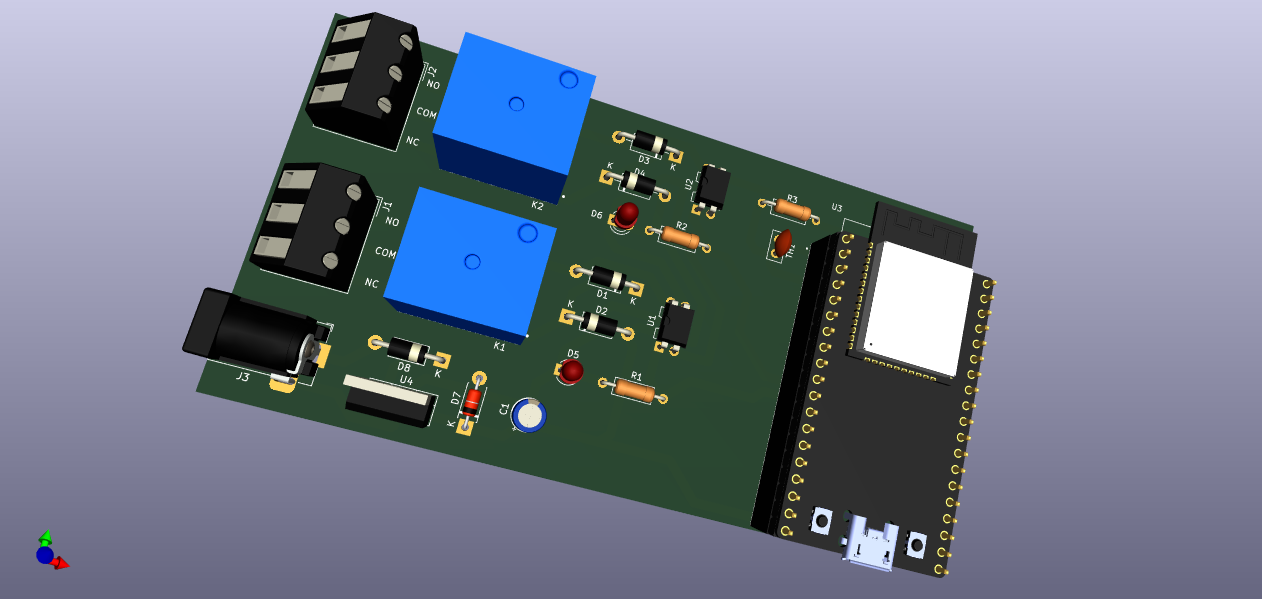 J2
NO
COM
NC
K2
D3
K
K
D4
U2
D6
R2
R3
U3
TH1
J1
NO
COM
NC
K1
D1
K
K
D2
U1
D5
R1
J3
D8
K
U4
D7
K
C1
+